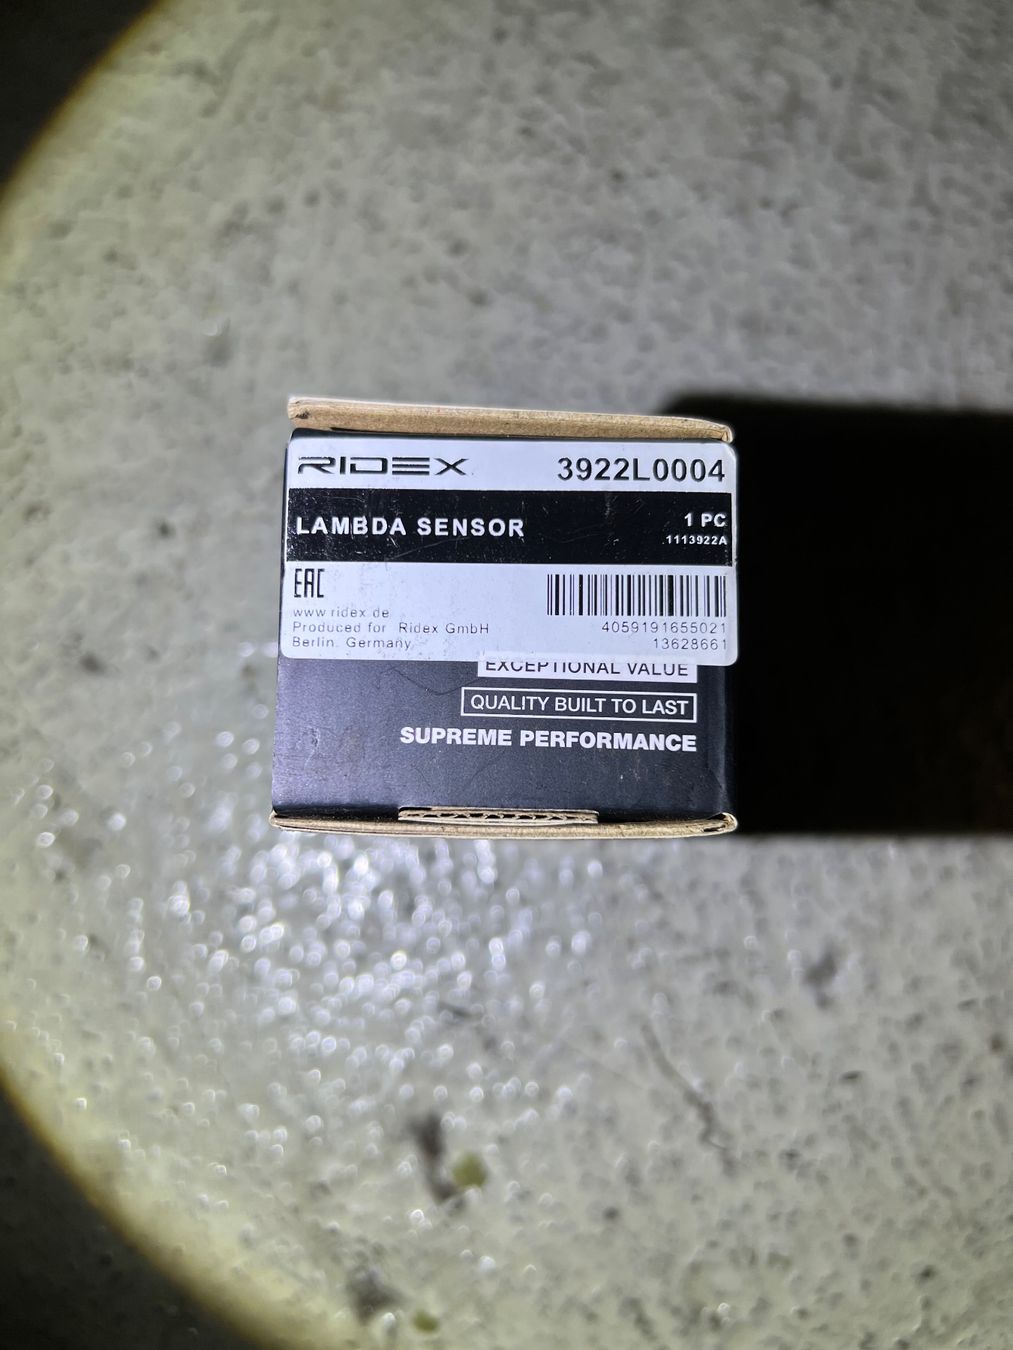 RIDEX 3922L0004
LAMBDA SENSOR 1 PC
1113922A
EAC
www.ridex.de
Produced for Ridex GmbH
Berlin. Germany
4059191655021
13628661
EXCEPTIONAL VALUE
QUALITY BUILT TO LAST
SUPREME PERFORMANCE